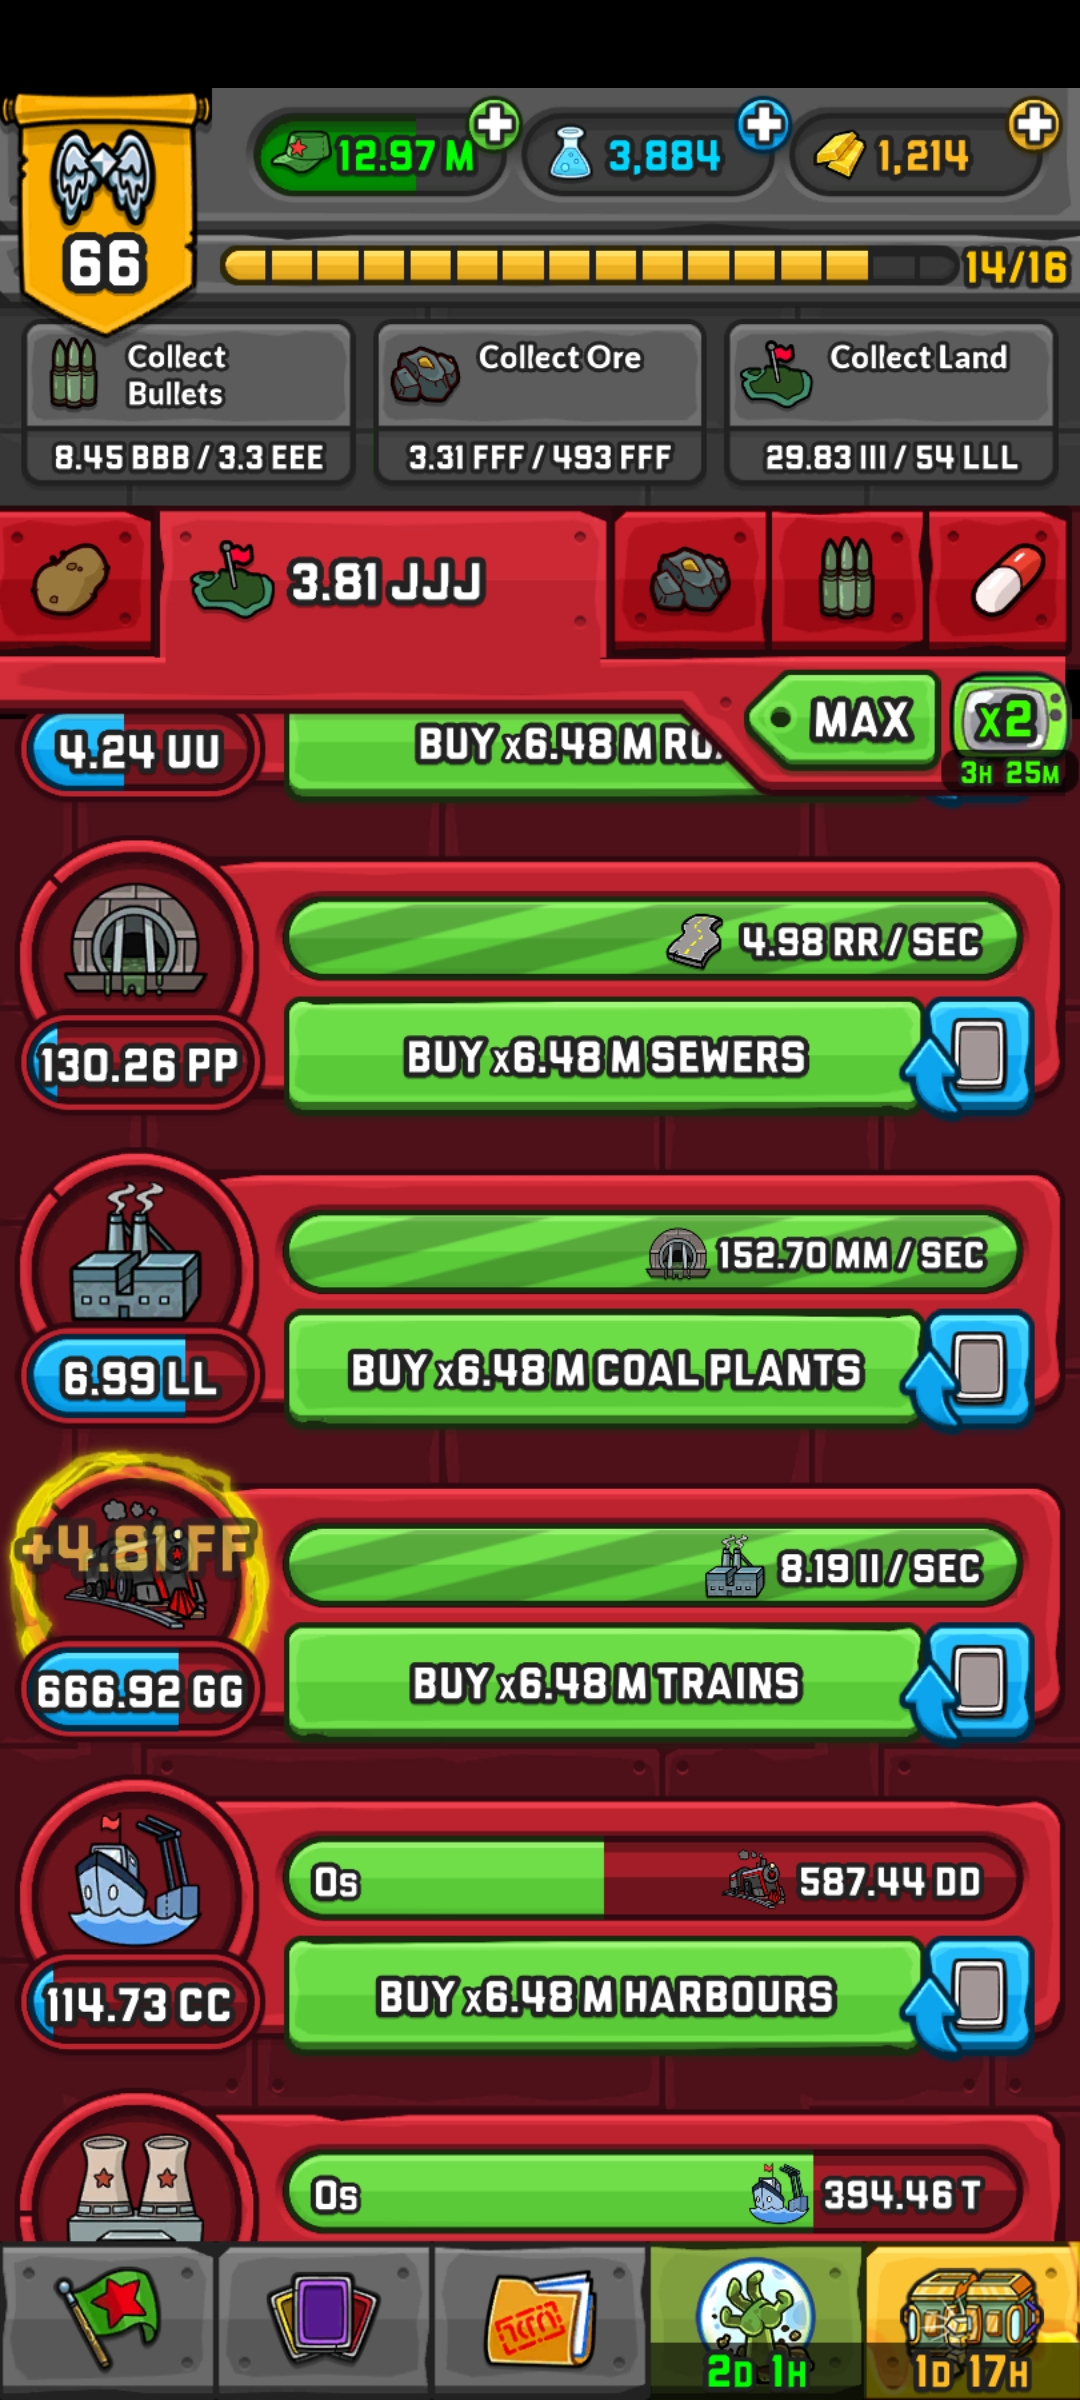 12.97 M
3,884
1,214
66
14/16
Collect
Bullets
Collect Ore
Collect Land
8.45 BBB / 3.3 EEE
3.31 FFF / 493 FFF
29.83 III / 54 LLL
3.81 JJJ
MAX
x2
3H 25M
4.24 UU
BUY x6.48 M
4.98 RR / SEC
130.26 PP
BUY x6.48 M SEWERS
152.70 MM / SEC
6.99 LL
BUY x6.48 M COAL PLANTS
+4.81 FF
8.19 II / SEC
666.92 GG
BUY x6.48 M TRAINS
0s
587.44 DD
114.73 CC
BUY x6.48 M HARBOURS
0s
394.46 T
2D 1H
1D 17H